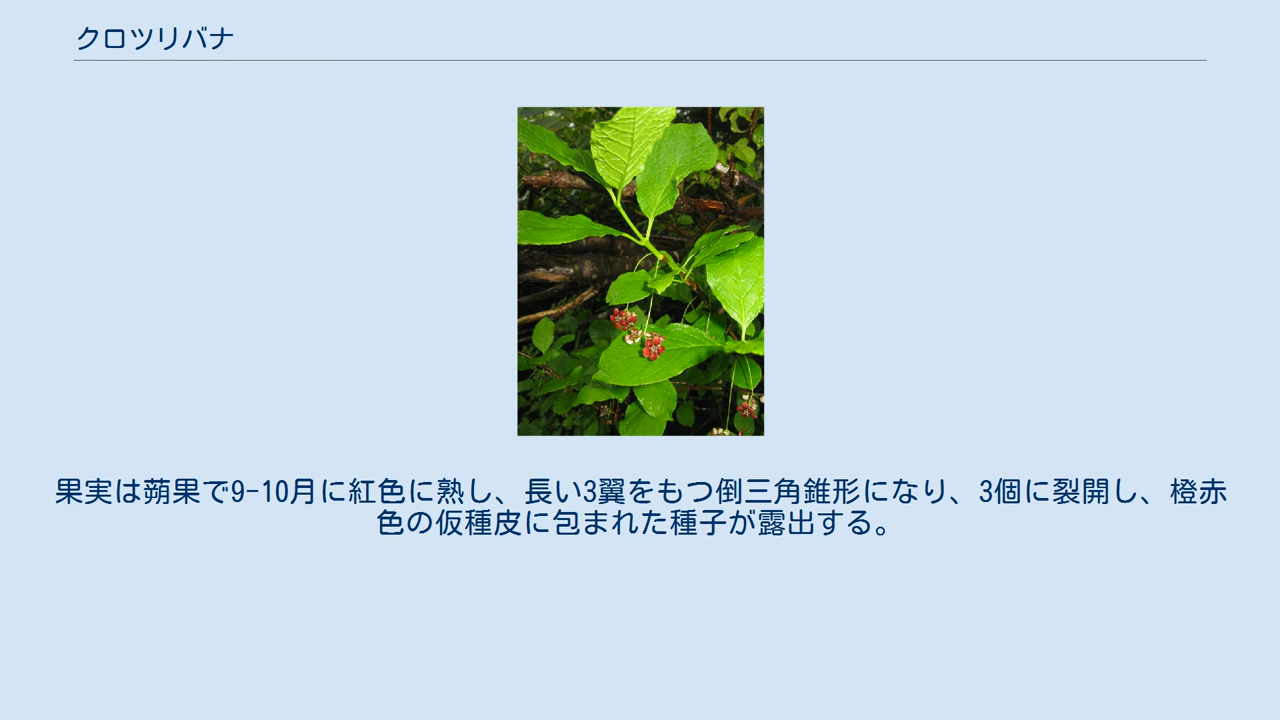 クロツリバナ
果実は蒴果で9-10月に紅色に熟し、長い3翼をもつ倒三角錐形になり、3個に裂開し、橙赤
色の仮種皮に包まれた種子が露出する。